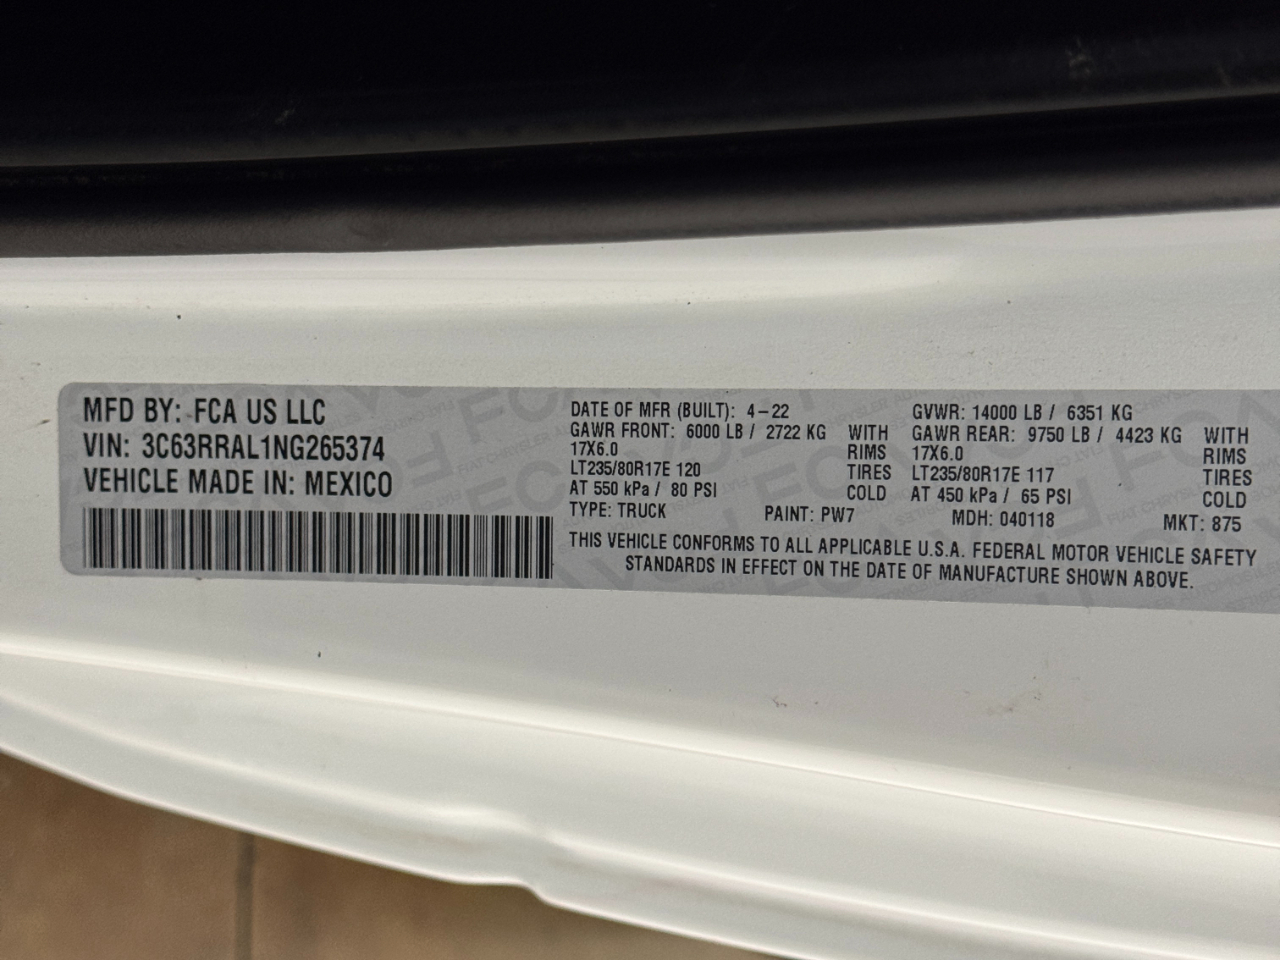 MFD BY: FCA US LLC
VIN: 3C63RRAL1NG265374
VEHICLE MADE IN: MEXICO
DATE OF MFR (BUILT): 4-22
GVWR: 14000 LB / 6351 KG
GAWR FRONT: 6000 LB / 2722 KG WITH
17X6.0 RIMS
LT235/80R17E 120 TIRES
AT 550 kPa / 80 PSI COLD
GAWR REAR: 9750 LB / 4423 KG WITH
17X6.0 RIMS
LT235/80R17E 117 TIRES
AT 450 kPa / 65 PSI COLD
TYPE: TRUCK PAINT: PW7 MDH: 040118 MKT: 875
THIS VEHICLE CONFORMS TO ALL APPLICABLE U.S.A. FEDERAL MOTOR VEHICLE SAFETY
STANDARDS IN EFFECT ON THE DATE OF MANUFACTURE SHOWN ABOVE.